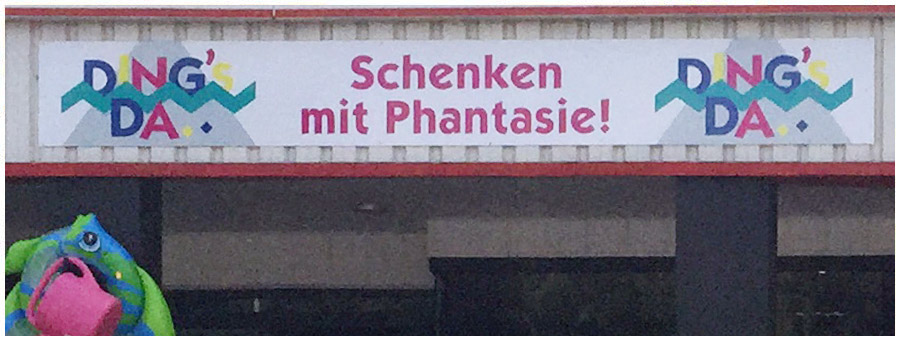 DING's
DA..
Schenken
mit Phantasie!
DING's
DA..